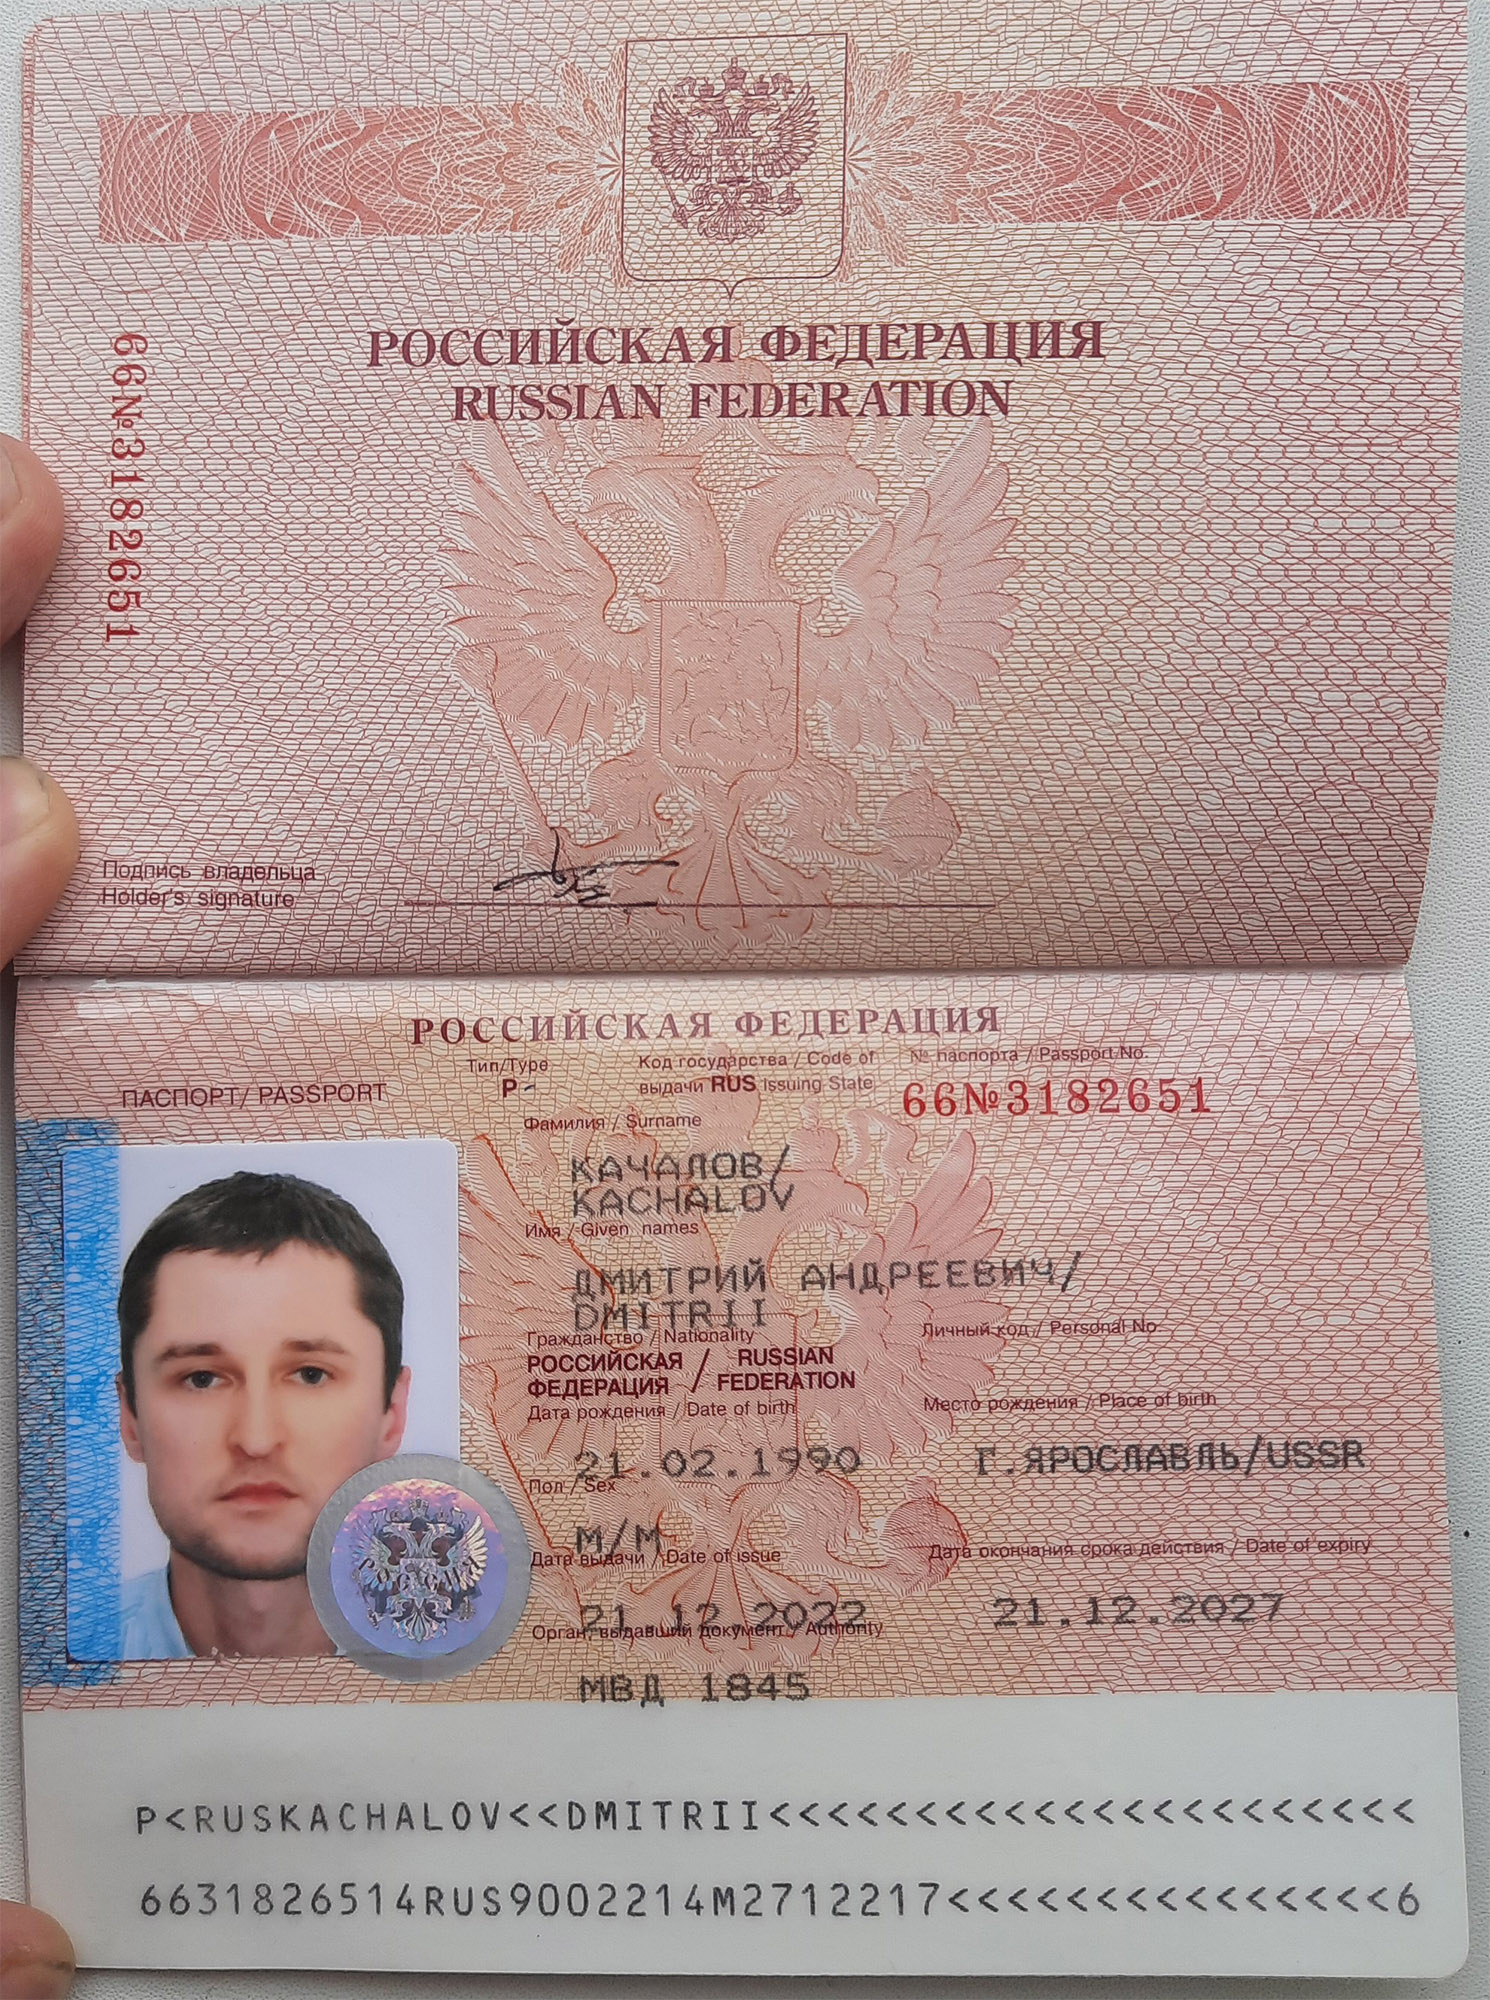 РОССИЙСКАЯ ФЕДЕРАЦИЯ
RUSSIAN FEDERATION
66№3182651
Подпись владельца
Holder's signature
РОССИЙСКАЯ ФЕДЕРАЦИЯ
ПАСПОРТ/ PASSPORT
Тип/Type
P-
Код государства / Code of
выдачи RUS Issuing State
№ паспорта / Passport No.
66№3182651
Фамилия / Surname
КАЧАЛОВ/
KACHALOV
Имя / Given names
ДМИТРИЙ АНДРЕЕВИЧ/
DMITRII
Гражданство / Nationality
РОССИЙСКАЯ / RUSSIAN
ФЕДЕРАЦИЯ / FEDERATION
Личный код / Personal No.
Дата рождения / Date of birth
21.02.1990
Место рождения / Place of birth
Г.ЯРОСЛАВЛЬ/USSR
Пол / Sex
М/M
Дата выдачи / Date of issue
21.12.2022
Дата окончания срока действия / Date of expiry
21.12.2027
Орган, выдавший документ / Authority
МВД 1845
РОССИЯ
P<RUSKACHALOV<<DMITRII<<<<<<<<<<<<<<<<<<<<<<
6631826514RUS9002214M2712217<<<<<<<<<<<<<<<6